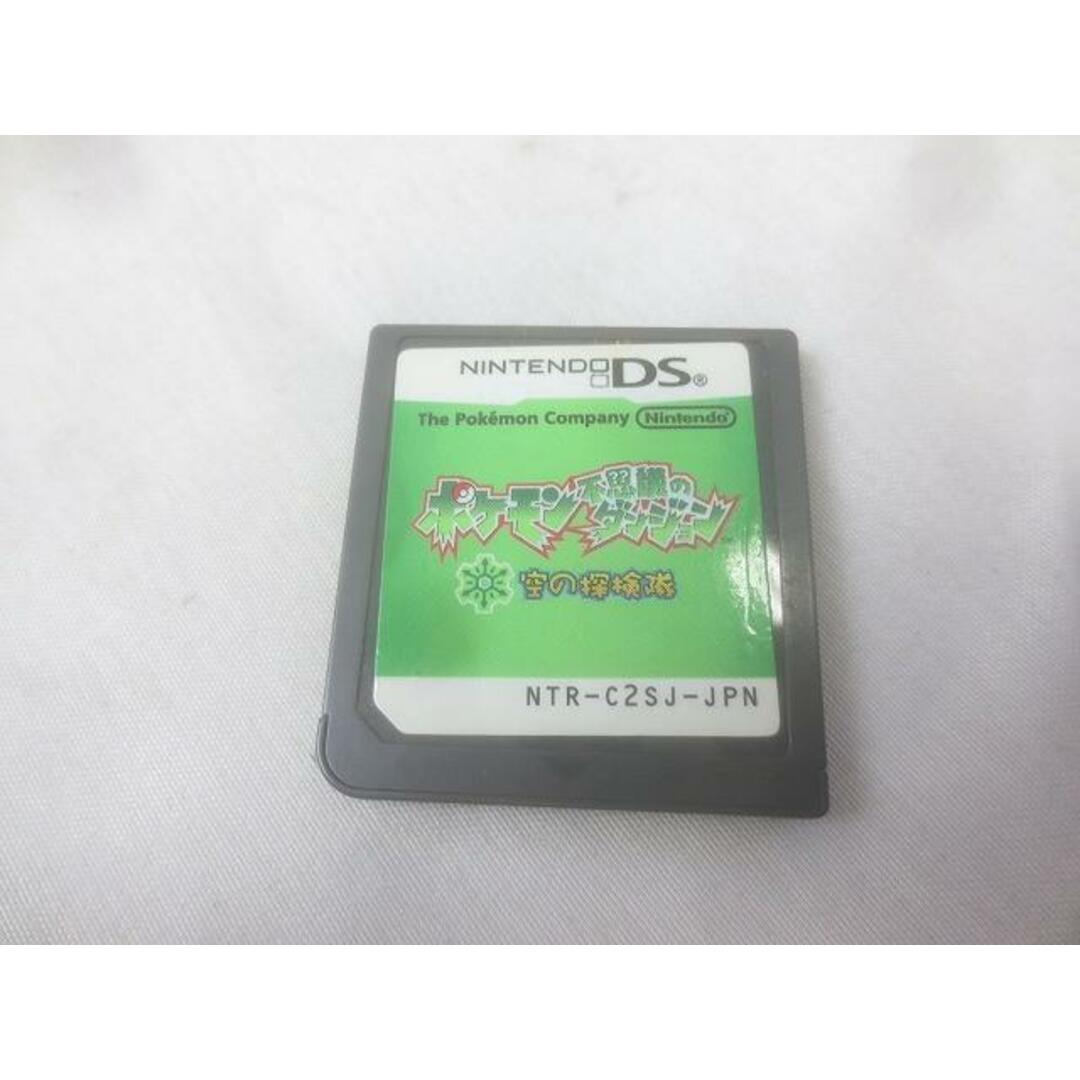 NINTENDO DS®
The Pokémon Company Nintendo®
ポケモン不思議のダンジョン
空の探検隊
NTR-C2SJ-JPN